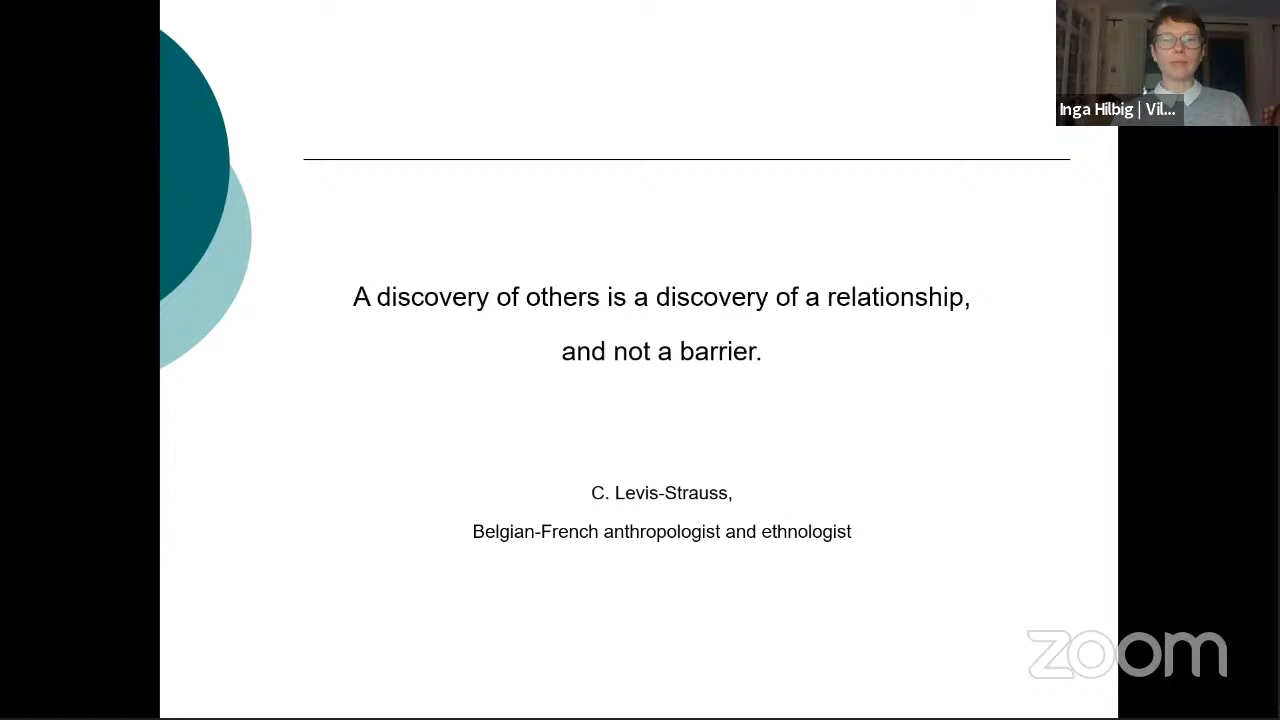 Inga Hilbig | Vil...
A discovery of others is a discovery of a relationship,
and not a barrier.
C. Levis-Strauss,
Belgian-French anthropologist and ethnologist
zoom